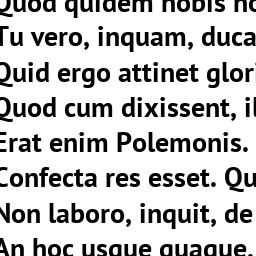 Quod quidem nobis
Tu vero, inquam,
Quid ergo attinet
Quod cum dixissent,
Erat enim Polemonis.
Confecta res esset.
Non laboro, inquit, de
An hoc usque quaque,